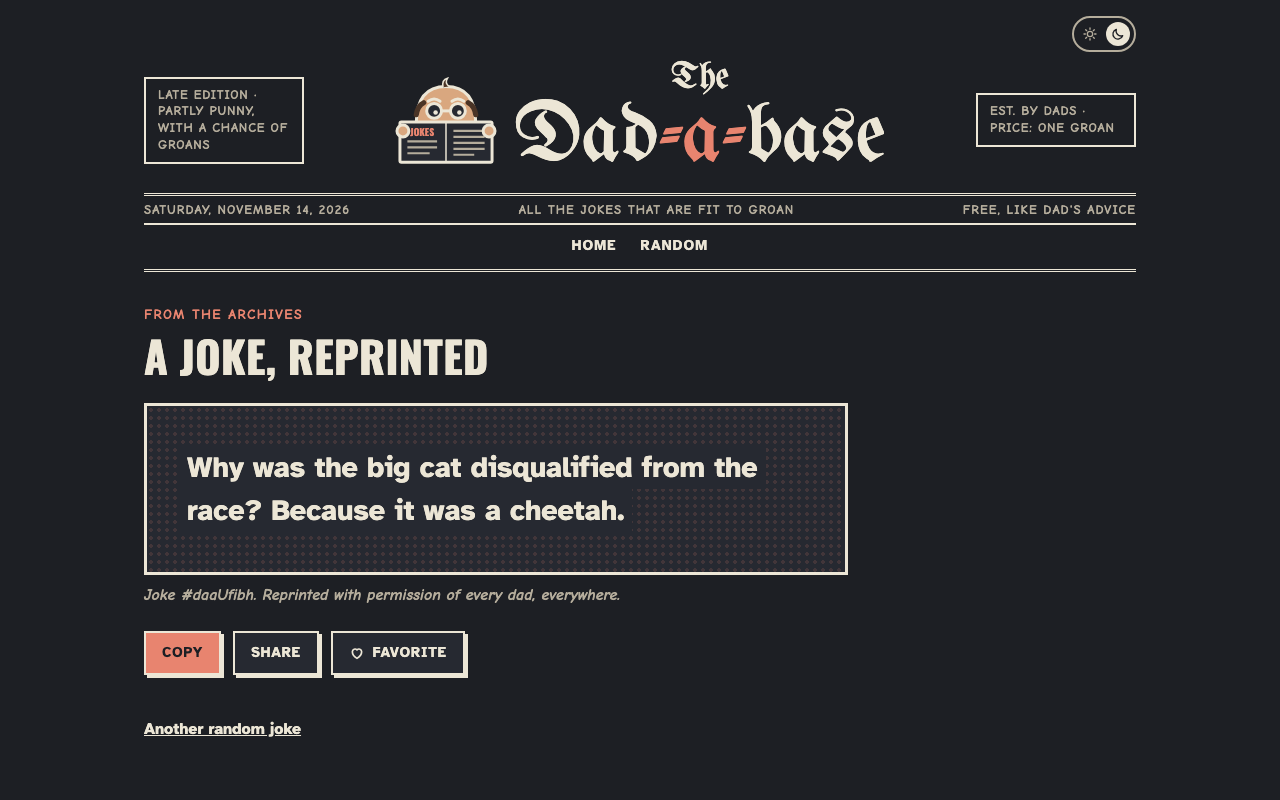 LATE EDITION ·
PARTLY PUNNY,
WITH A CHANCE OF
GROANS
JOKES
The
Dad=a=base
EST. BY DADS ·
PRICE: ONE GROAN
SATURDAY, NOVEMBER 14, 2026
ALL THE JOKES THAT ARE FIT TO GROAN
FREE, LIKE DAD'S ADVICE
HOME
RANDOM
FROM THE ARCHIVES
A JOKE, REPRINTED
Why was the big cat disqualified from the
race? Because it was a cheetah.
Joke #daaUfibh. Reprinted with permission of every dad, everywhere.
COPY
SHARE
FAVORITE
Another random joke